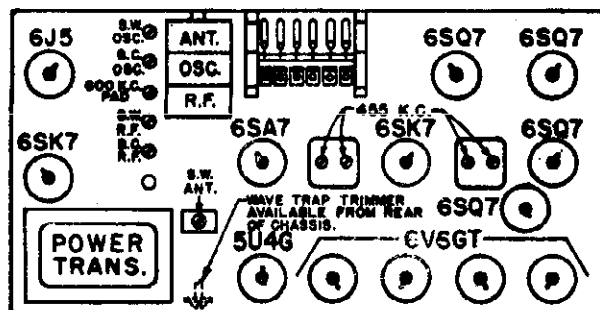 6J5
S.W.
OSC.
B.C.
OSC.
600 K.C.
PAD
S.W.
R.F.
B.C.
R.F.
ANT.
OSC.
R.F.
6SQ7
6SQ7
455 K.C.
6SA7
6SK7
6SQ7
6SK7
S.W.
ANT.
WAVE TRAP TRIMMER
AVAILABLE FROM REAR
OF CHASSIS.
6SQ7
POWER
TRANS.
5U4G
6V6GT